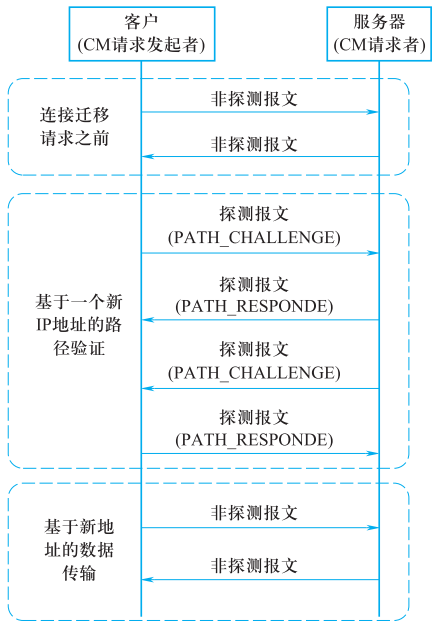 客户
(CM请求发起者)
服务器
(CM请求者)
连接迁移
请求之前
非探测报文
非探测报文
基于一个新
IP地址的路
径验证
探测报文
(PATH_CHALLENGE)
探测报文
(PATH_RESPONDE)
探测报文
(PATH_CHALLENGE)
探测报文
(PATH_RESPONDE)
基于新地
址的数据
传输
非探测报文
非探测报文